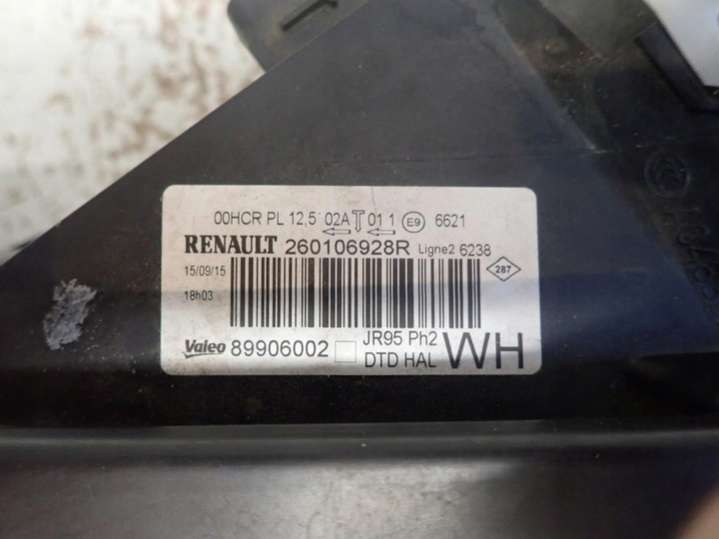 00HCR PL 12,5 02A 01 1 E9 6621
RENAULT 260106928R Ligne2 6238
15/09/15
287
18h03
Valeo 89906002 JR95 Ph2
DTD HAL WH